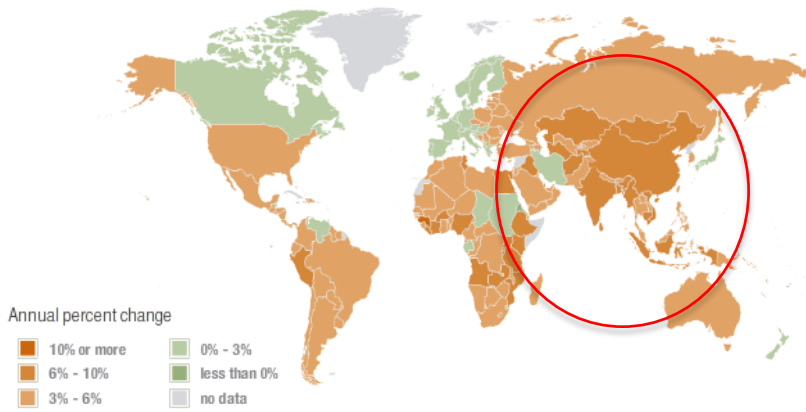 Annual percent change
10% or more
6% - 10%
3% - 6%
0% - 3%
less than 0%
no data